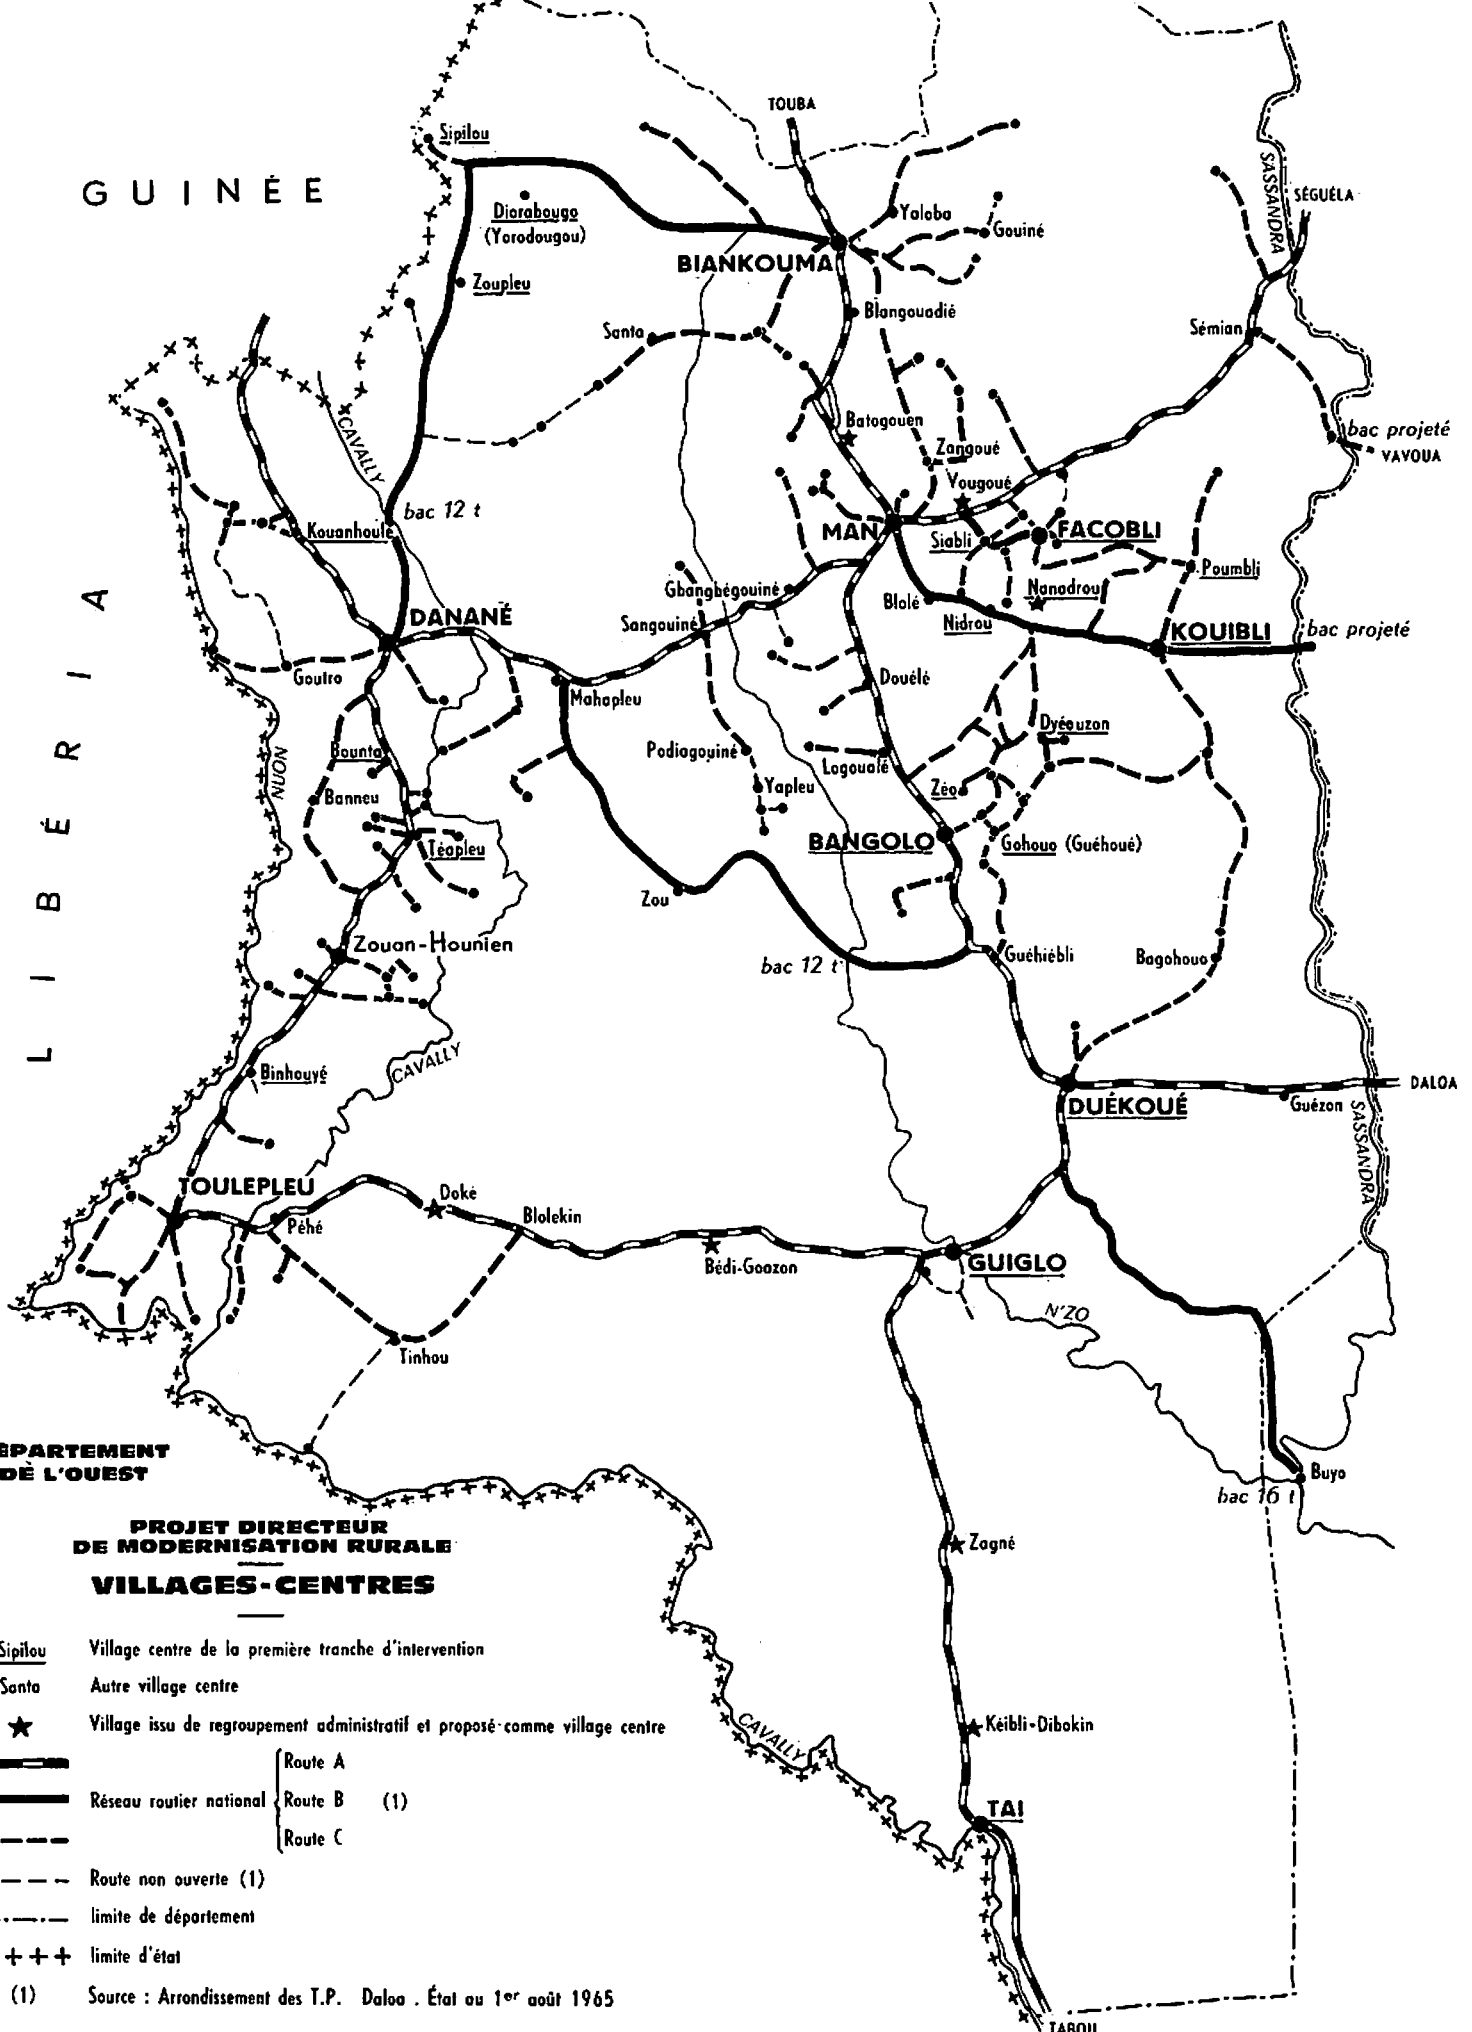 TOUBA
Sipilou
GUINÉE
SASSANDRA
SÉGUÉLA
Diorabougo
(Yorodougou)
Yaloba
Gouiné
BIANKOUMA
Zoupleu
Blangouadié
Santa
Sémian
CAVALLY
Batogouen
bac projeté
VAVOUA
Zangoué
Vougoué
bac 12 t
Kouanhoulé
MAN
FACOBLI
Siabli
Poumbli
Gbangbégouiné
Nanadrou
Blolé
Nidrou
DANANÉ
Sangouiné
KOUIBLI
bac projeté
LIBÉRIA
Goutro
Mahapleu
Douélé
Dyéouzon
NUON
Bounta
Podiagouiné
Logoualé
Yapleu
Zéo
Banneu
BANGOLO
Gohouo (Guéhoué)
Téapleu
Zou
Zouan-Hounien
Guéhiébli
Bagohouo
bac 12 t
CAVALLY
Binhouyé
DALOA
Guézon
DUÉKOUÉ
SASSANDRA
TOULEPLEU
Doké
Péhé
Blolekin
Bédi-Goazon
GUIGLO
N'ZO
Tinhou
ÉPARTEMENT
DE L'OUEST
Buyo
bac 16 t
PROJET DIRECTEUR
DE MODERNISATION RURALE
VILLAGES-CENTRES
Zagné
Sipilou Village centre de la première tranche d'intervention
Santa Autre village centre
Village issu de regroupement administratif et proposé comme village centre
CAVALLY
Kéibli-Dibokin
Route A
Réseau routier national Route B (1)
Route C
TAI
Route non ouverte (1)
limite de département
limite d'état
(1) Source : Arrondissement des T.P. Daloa . État au 1er août 1965
TABOU